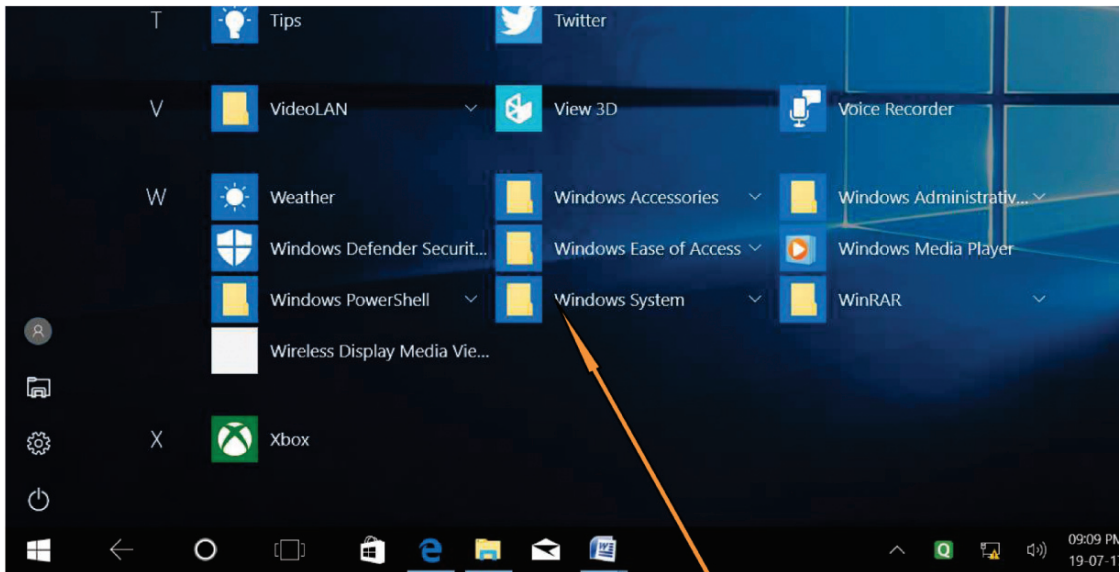 T
Tips
Twitter
V
VideoLAN
View 3D
Voice Recorder
W
Weather
Windows Accessories
Windows Administrativ...
Windows Defender Securit...
Windows Ease of Access
Windows Media Player
Windows PowerShell
Windows System
WinRAR
Wireless Display Media Vie...
X
Xbox
09:09 PM
19-07-17